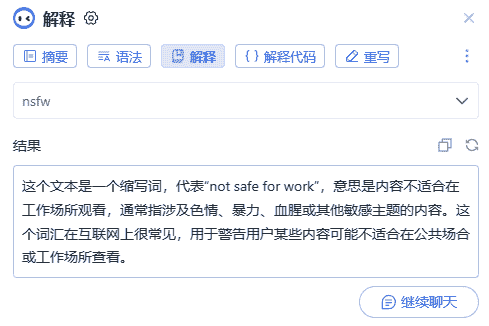 解释
摘要 语法 解释 { } 解释代码 重写
nsfw
结果
这个文本是一个缩写词，代表“not safe for work”，意思是内容不适合在
工作场所观看，通常指涉及色情、暴力、血腥或其他敏感主题的内容。这
个词汇在互联网上很常见，用于警告用户某些内容可能不适合在公共场合
或工作场所查看。
继续聊天